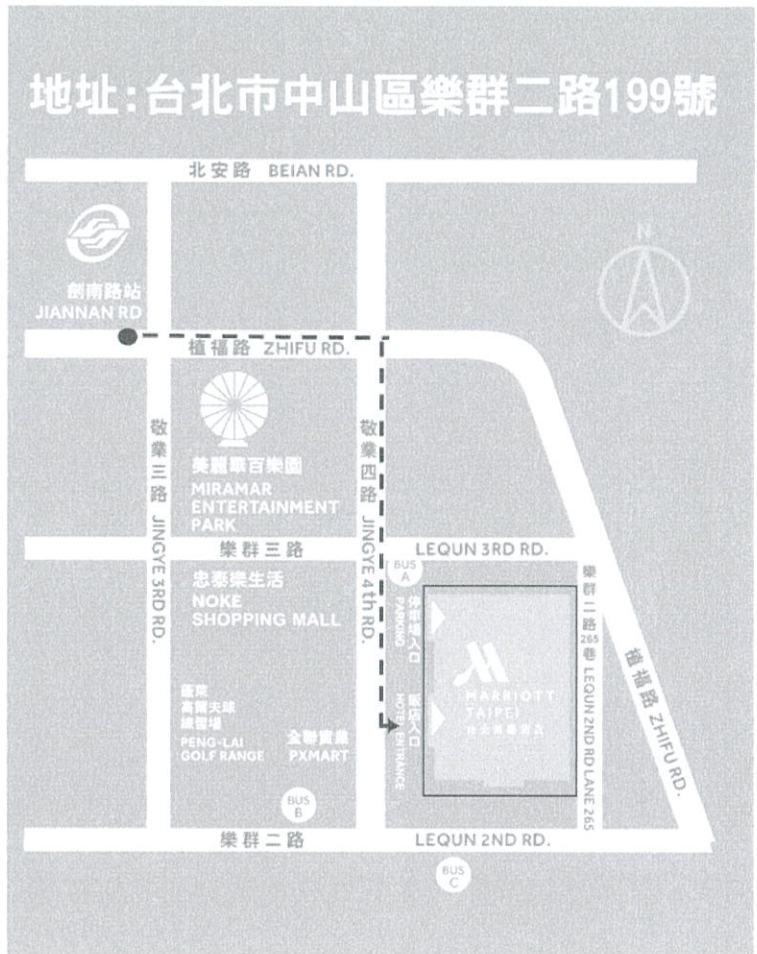 地址:台北市中山區樂群二路199號
北安路 BEIAN RD.
N
劍南路站
JIANNAN RD
植福路 ZHIFU RD.
敬業三路 JINGYE 3RD RD.
美麗華百樂園
MIRAMAR
ENTERTAINMENT
PARK
敬業四路 JINGYE 4th RD.
樂群三路
LEQUN 3RD RD.
BUS
A
忠泰樂生活
NOKE
SHOPPING MALL
停車場入口
PARKING
飯店入口
HOTEL ENTRANCE
MARRIOTT
TAIPEI
台北萬豪酒店
樂群二路265巷 LEQUN 2ND RD LANE 265
植福路 ZHIFU RD.
蓬萊
高爾夫球
練習場
PENG-LAI
GOLF RANGE
全聯實業
PXMART
BUS
B
樂群二路
LEQUN 2ND RD.
BUS
C